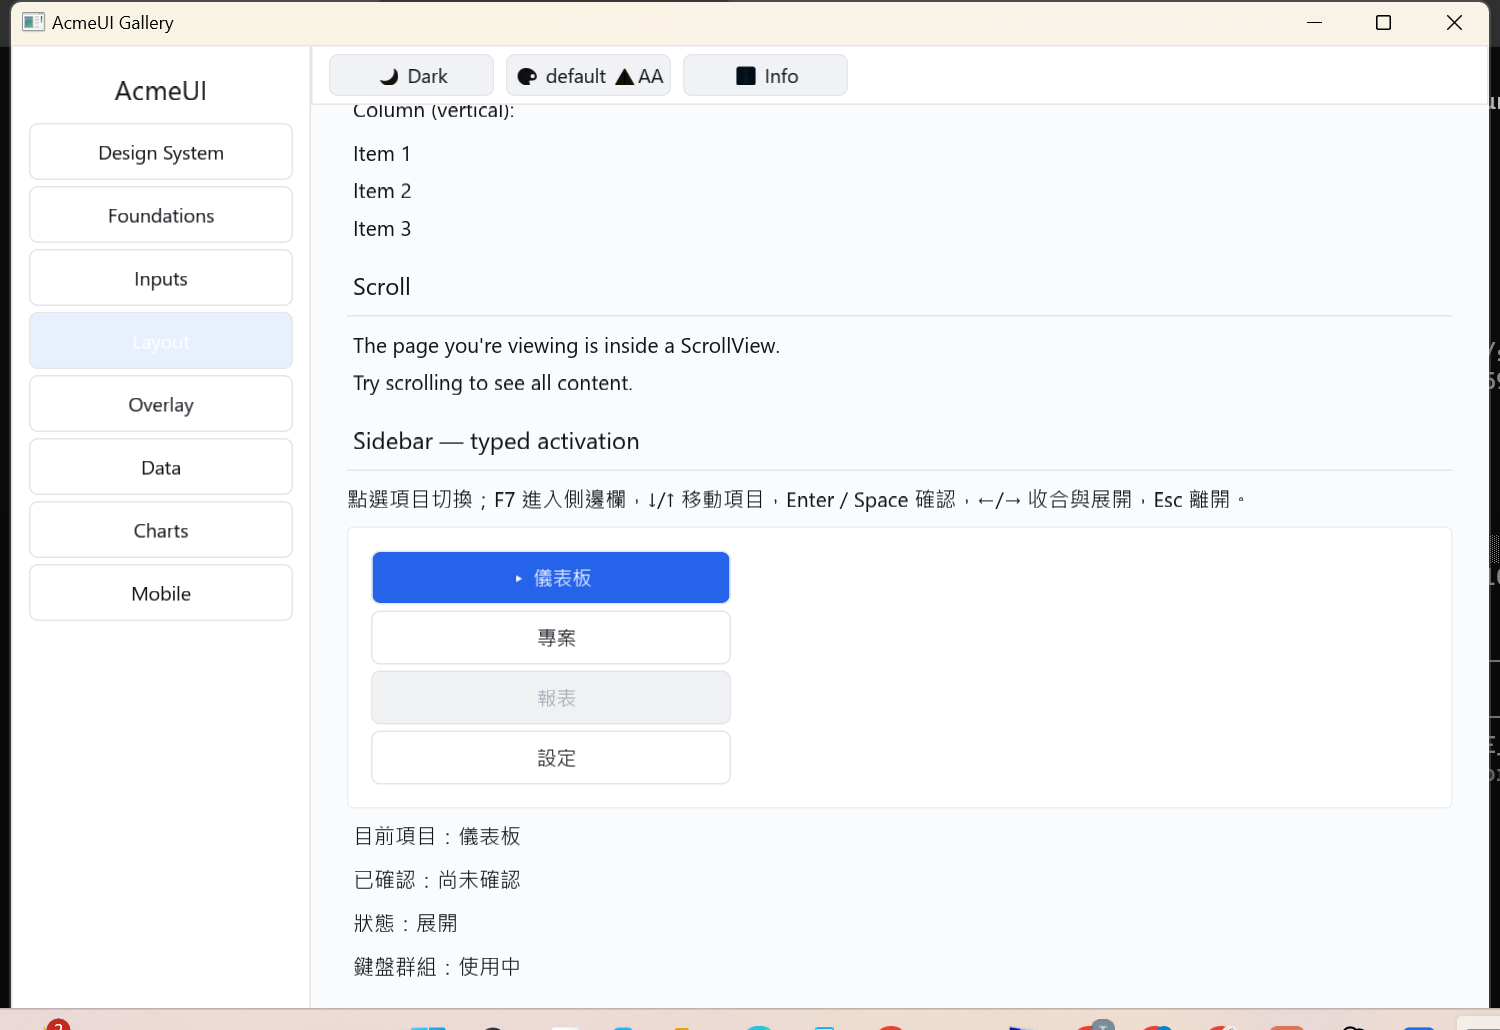 AcmeUI Gallery
AcmeUI
Design System
Foundations
Inputs
Layout
Overlay
Data
Charts
Mobile
Dark
default ▲AA
Info
Column (vertical):
Item 1
Item 2
Item 3
Scroll
The page you're viewing is inside a ScrollView.
Try scrolling to see all content.
Sidebar — typed activation
點選項目切換；F7 進入側邊欄，↓/↑ 移動項目，Enter / Space 確認，←/→ 收合與展開，Esc 離開。
▸ 儀表板
專案
報表
設定
目前項目：儀表板
已確認：尚未確認
狀態：展開
鍵盤群組：使用中
2